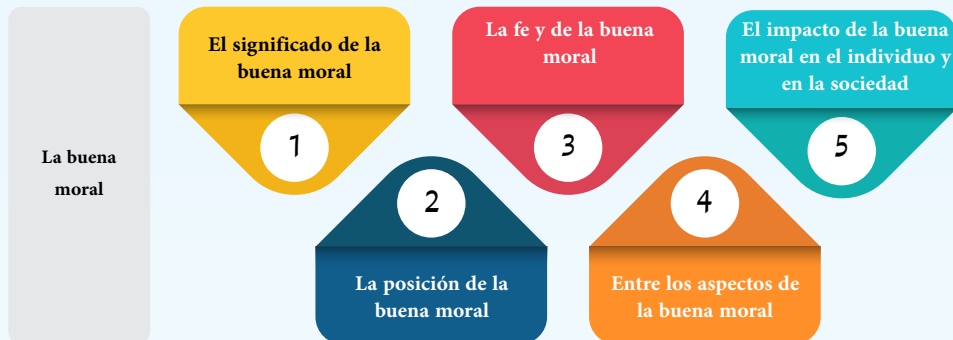 La buena
moral
El significado de la
buena moral
1
2
La posición de la
buena moral
La fe y de la buena
moral
3
4
Entre los aspectos de
la buena moral
El impacto de la buena
moral en el individuo y
en la sociedad
5